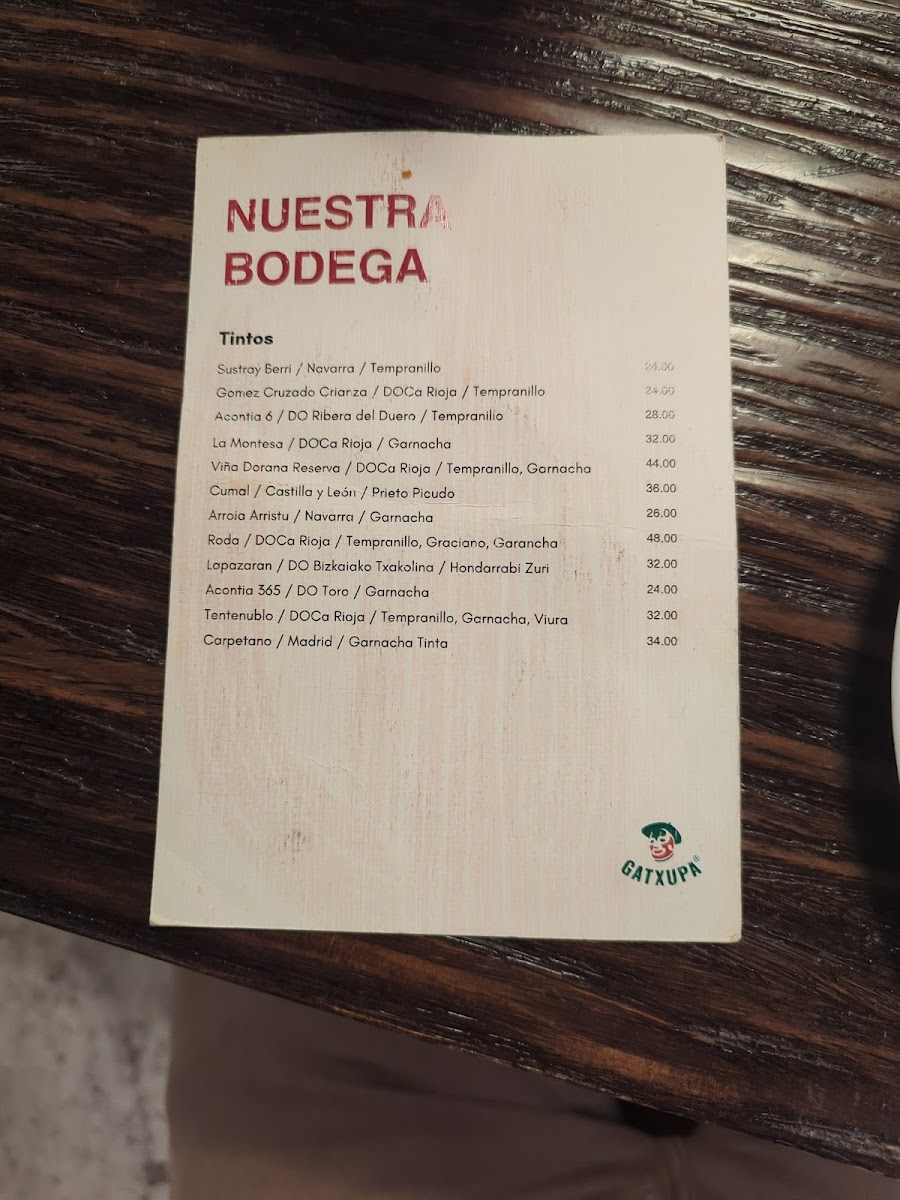 NUESTRA
BODEGA
Tintos
Sustray Berri / Navarra / Tempranillo 24.00
Gomez Cruzado Crianza / DOCa Rioja / Tempranillo 24.00
Acontia 6 / DO Ribera del Duero / Tempranillo 28.00
La Montesa / DOCa Rioja / Garnacha 32.00
Viña Dorana Reserva / DOCa Rioja / Tempranillo, Garnacha 44.00
Cumal / Castilla y León / Prieto Picudo 36.00
Arroia Arristu / Navarra / Garnacha 26.00
Roda / DOCa Rioja / Tempranillo, Graciano, Garancha 48.00
Lapazaran / DO Bizkaiako Txakolina / Hondarrabi Zuri 32.00
Acontia 365 / DO Toro / Garnacha 24.00
Tentenublo / DOCa Rioja / Tempranillo, Garnacha, Viura 32.00
Carpetano / Madrid / Garnacha Tinta 34.00
GATXUPA®